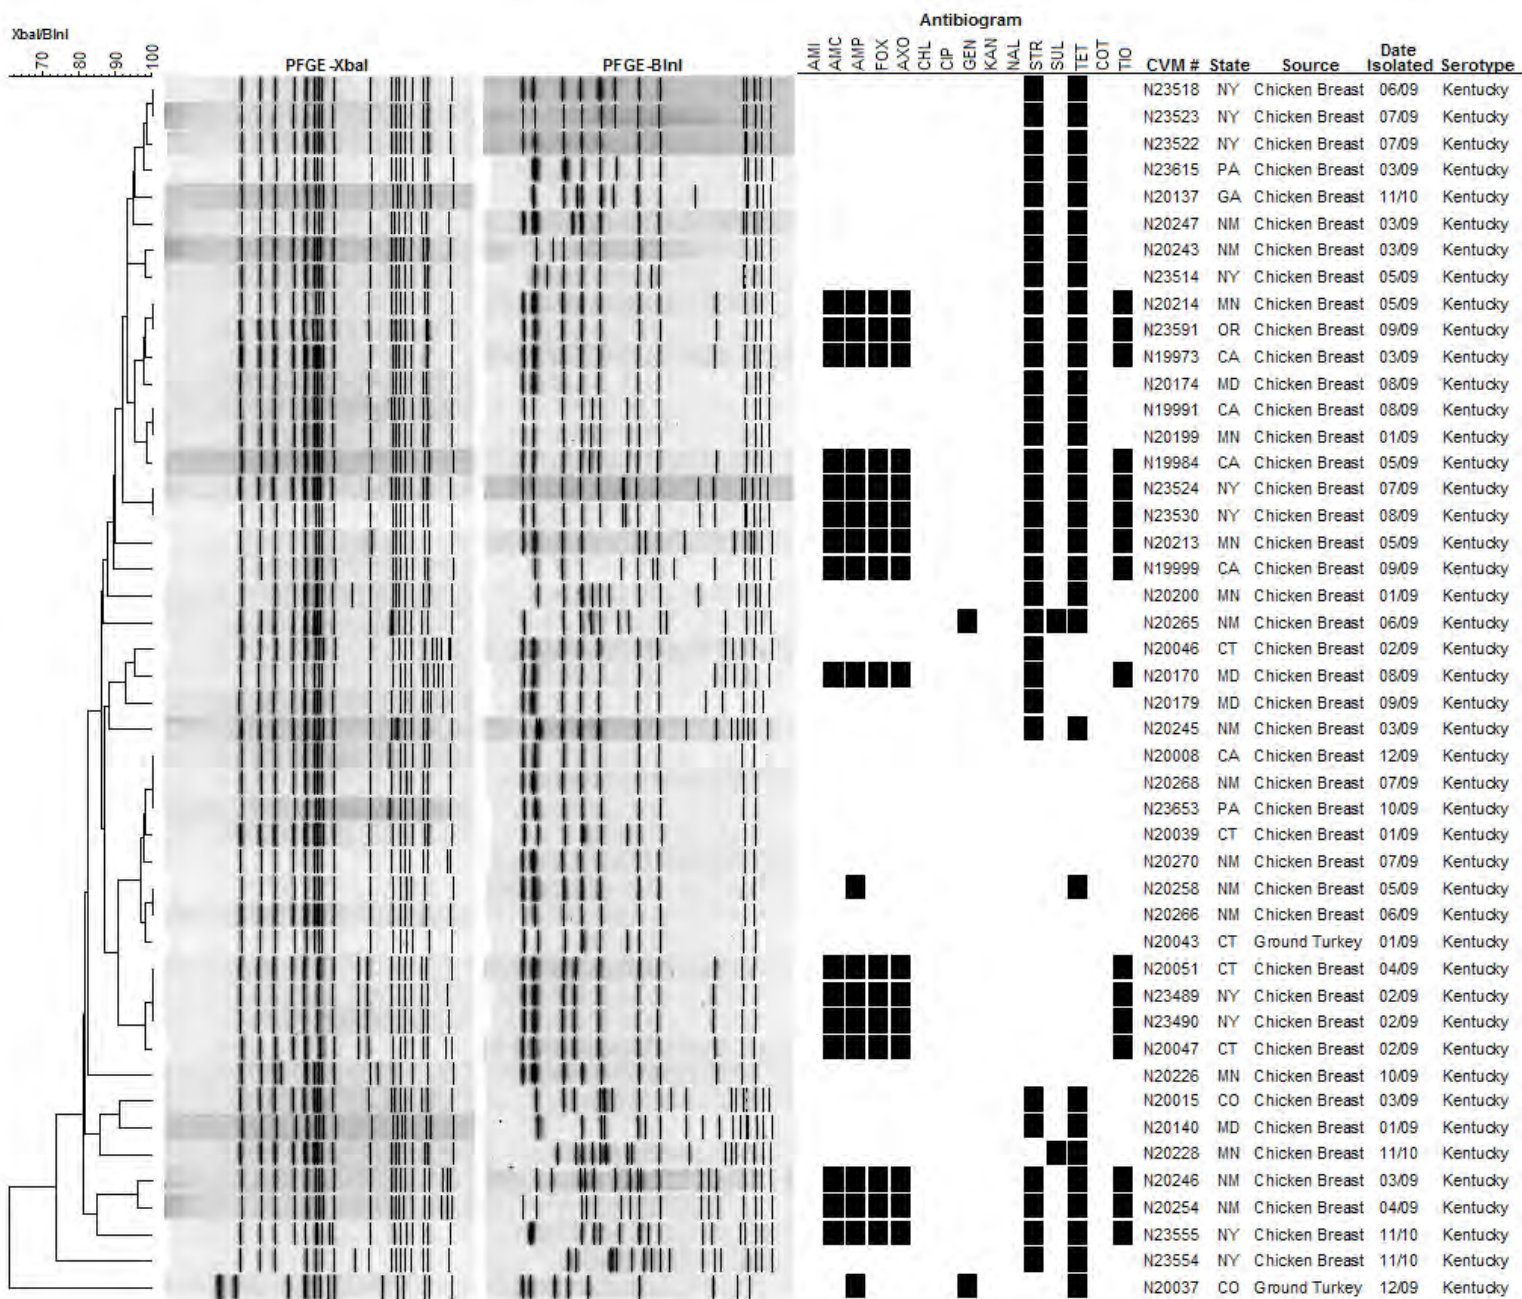 Antibiogram
XbaI/BlnI
70 80 90 100 PFGE-XbaI PFGE-BlnI AMI AMC AMP FOX AXO CHL CIP GEN KAN NAL STR SUL TET COT TIO CVM # State Source Date Isolated Serotype
N23518 NY Chicken Breast 06/09 Kentucky
N23523 NY Chicken Breast 07/09 Kentucky
N23522 NY Chicken Breast 07/09 Kentucky
N23615 PA Chicken Breast 03/09 Kentucky
N20137 GA Chicken Breast 11/10 Kentucky
N20247 NM Chicken Breast 03/09 Kentucky
N20243 NM Chicken Breast 03/09 Kentucky
N23514 NY Chicken Breast 05/09 Kentucky
N20214 MN Chicken Breast 05/09 Kentucky
N23591 OR Chicken Breast 09/09 Kentucky
N19973 CA Chicken Breast 03/09 Kentucky
N20174 MD Chicken Breast 08/09 Kentucky
N19991 CA Chicken Breast 08/09 Kentucky
N20199 MN Chicken Breast 01/09 Kentucky
N19984 CA Chicken Breast 05/09 Kentucky
N23524 NY Chicken Breast 07/09 Kentucky
N23530 NY Chicken Breast 08/09 Kentucky
N20213 MN Chicken Breast 05/09 Kentucky
N19999 CA Chicken Breast 09/09 Kentucky
N20200 MN Chicken Breast 01/09 Kentucky
N20265 NM Chicken Breast 06/09 Kentucky
N20046 CT Chicken Breast 02/09 Kentucky
N20170 MD Chicken Breast 08/09 Kentucky
N20179 MD Chicken Breast 09/09 Kentucky
N20245 NM Chicken Breast 03/09 Kentucky
N20008 CA Chicken Breast 12/09 Kentucky
N20268 NM Chicken Breast 07/09 Kentucky
N23653 PA Chicken Breast 10/09 Kentucky
N20039 CT Chicken Breast 01/09 Kentucky
N20270 NM Chicken Breast 07/09 Kentucky
N20258 NM Chicken Breast 05/09 Kentucky
N20266 NM Chicken Breast 06/09 Kentucky
N20043 CT Ground Turkey 01/09 Kentucky
N20051 CT Chicken Breast 04/09 Kentucky
N23489 NY Chicken Breast 02/09 Kentucky
N23490 NY Chicken Breast 02/09 Kentucky
N20047 CT Chicken Breast 02/09 Kentucky
N20226 MN Chicken Breast 10/09 Kentucky
N20015 CO Chicken Breast 03/09 Kentucky
N20140 MD Chicken Breast 01/09 Kentucky
N20228 MN Chicken Breast 11/10 Kentucky
N20246 NM Chicken Breast 03/09 Kentucky
N20254 NM Chicken Breast 04/09 Kentucky
N23555 NY Chicken Breast 11/10 Kentucky
N23554 NY Chicken Breast 11/10 Kentucky
N20037 CO Ground Turkey 12/09 Kentucky